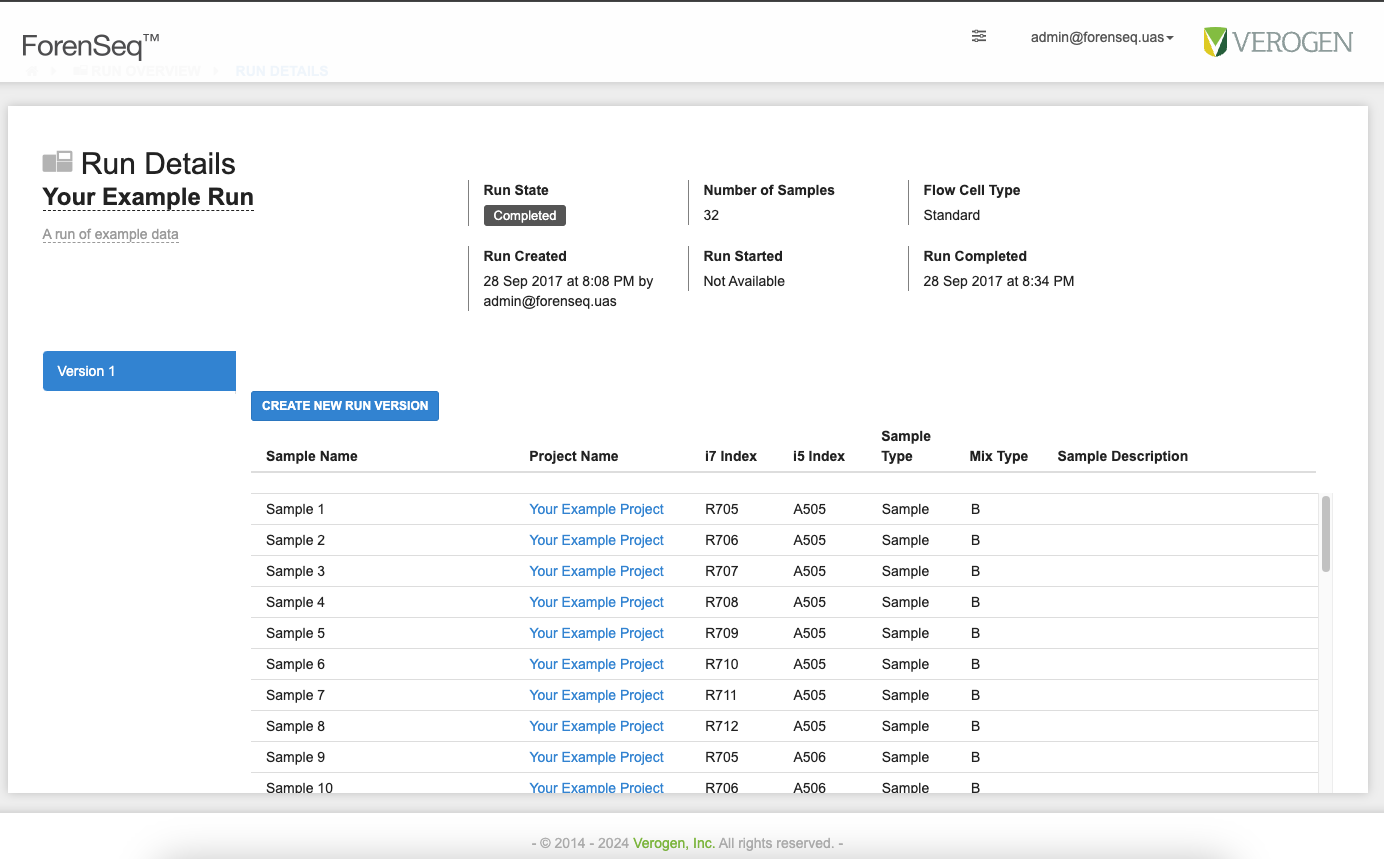 ForenSeq™
admin@forenseq.uas
VEROGEN
RUN OVERVIEW
RUN DETAILS
Run Details
Your Example Run
A run of example data
Run State
Completed
Number of Samples
32
Flow Cell Type
Standard
Run Created
28 Sep 2017 at 8:08 PM by
admin@forenseq.uas
Run Started
Not Available
Run Completed
28 Sep 2017 at 8:34 PM
Version 1
CREATE NEW RUN VERSION
Sample Name Project Name i7 Index i5 Index Sample Type Mix Type Sample Description
Sample 1 Your Example Project R705 A505 Sample B
Sample 2 Your Example Project R706 A505 Sample B
Sample 3 Your Example Project R707 A505 Sample B
Sample 4 Your Example Project R708 A505 Sample B
Sample 5 Your Example Project R709 A505 Sample B
Sample 6 Your Example Project R710 A505 Sample B
Sample 7 Your Example Project R711 A505 Sample B
Sample 8 Your Example Project R712 A505 Sample B
Sample 9 Your Example Project R705 A506 Sample B
Sample 10 Your Example Project R706 A506 Sample B
- © 2014 - 2024 Verogen, Inc. All rights reserved. -